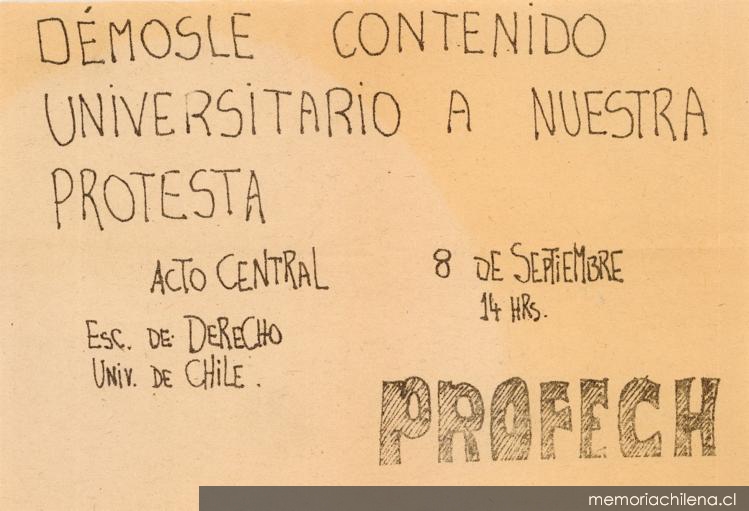 DÉMOSLE CONTENIDO
UNIVERSITARIO A NUESTRA
PROTESTA
ACTO CENTRAL
ESC. DE DERECHO
UNIV. DE CHILE.
8 DE SEPTIEMBRE
14 HRS.
PROFECH
memoriachilena.cl